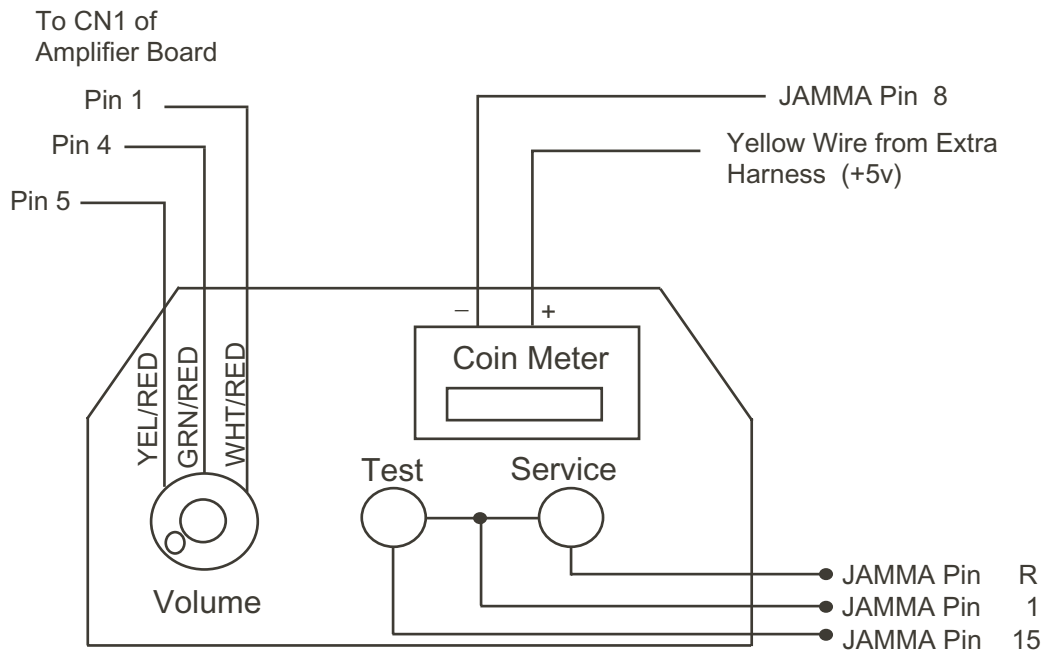 To CN1 of
Amplifier Board
Pin 1
Pin 4
Pin 5
JAMMA Pin 8
Yellow Wire from Extra
Harness (+5v)
– +
Coin Meter
YEL/RED
GRN/RED
WHT/RED
Test
Service
Volume
JAMMA Pin R
JAMMA Pin 1
JAMMA Pin 15